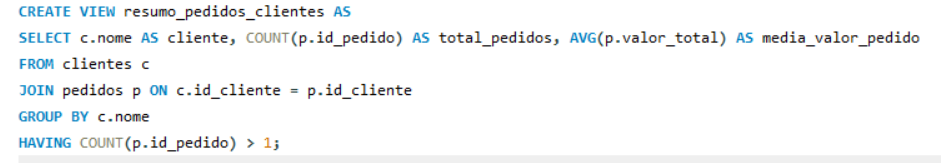 CREATE VIEW resumo_pedidos_clientes AS
SELECT c.nome AS cliente, COUNT(p.id_pedido) AS total_pedidos, AVG(p.valor_total) AS media_valor_pedido
FROM clientes c
JOIN pedidos p ON c.id_cliente = p.id_cliente
GROUP BY c.nome
HAVING COUNT(p.id_pedido) > 1;